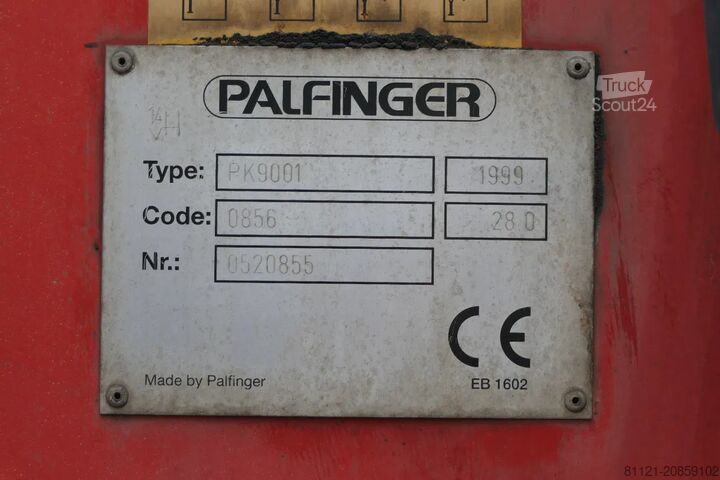 PALFINGER
Truck
Scout24
Type: PK9001 1999
Code: 0856 28.0
Nr.: 0520855
CE
Made by Palfinger EB 1602
81121-20859102